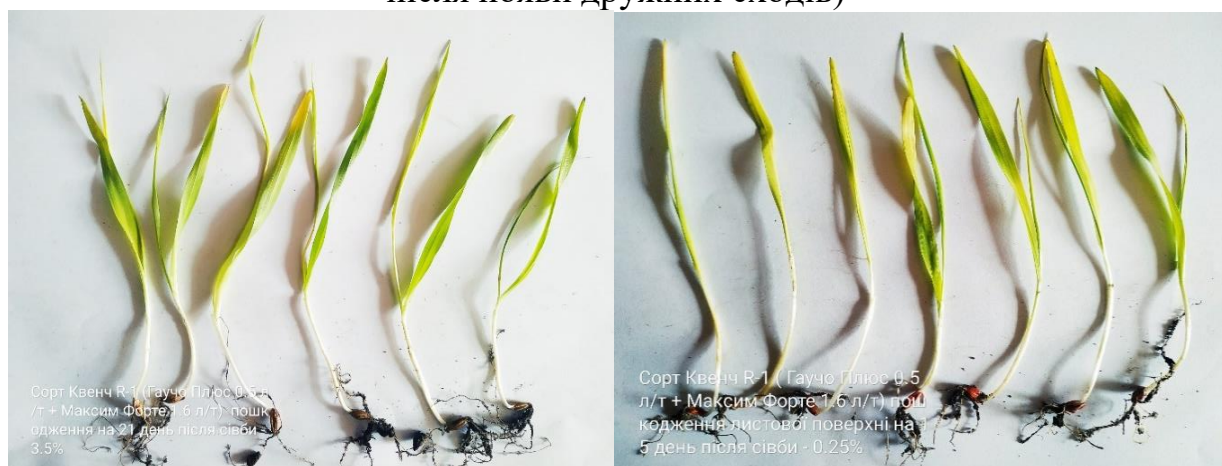 після появи дружних сходів)
Сорт Квенч R-1 (Гаучо Плюс 0.5 л
/т + Максим Форте 1.6 л/т) пошк
одження на 21 день після сівби -
3.5%
Сорт Квенч R-1 ( Гаучо Плюс 0.5
л/т + Максим Форте 1.6 л/т) пош
кодження листової поверхні на
5 день після сівби - 0.25%